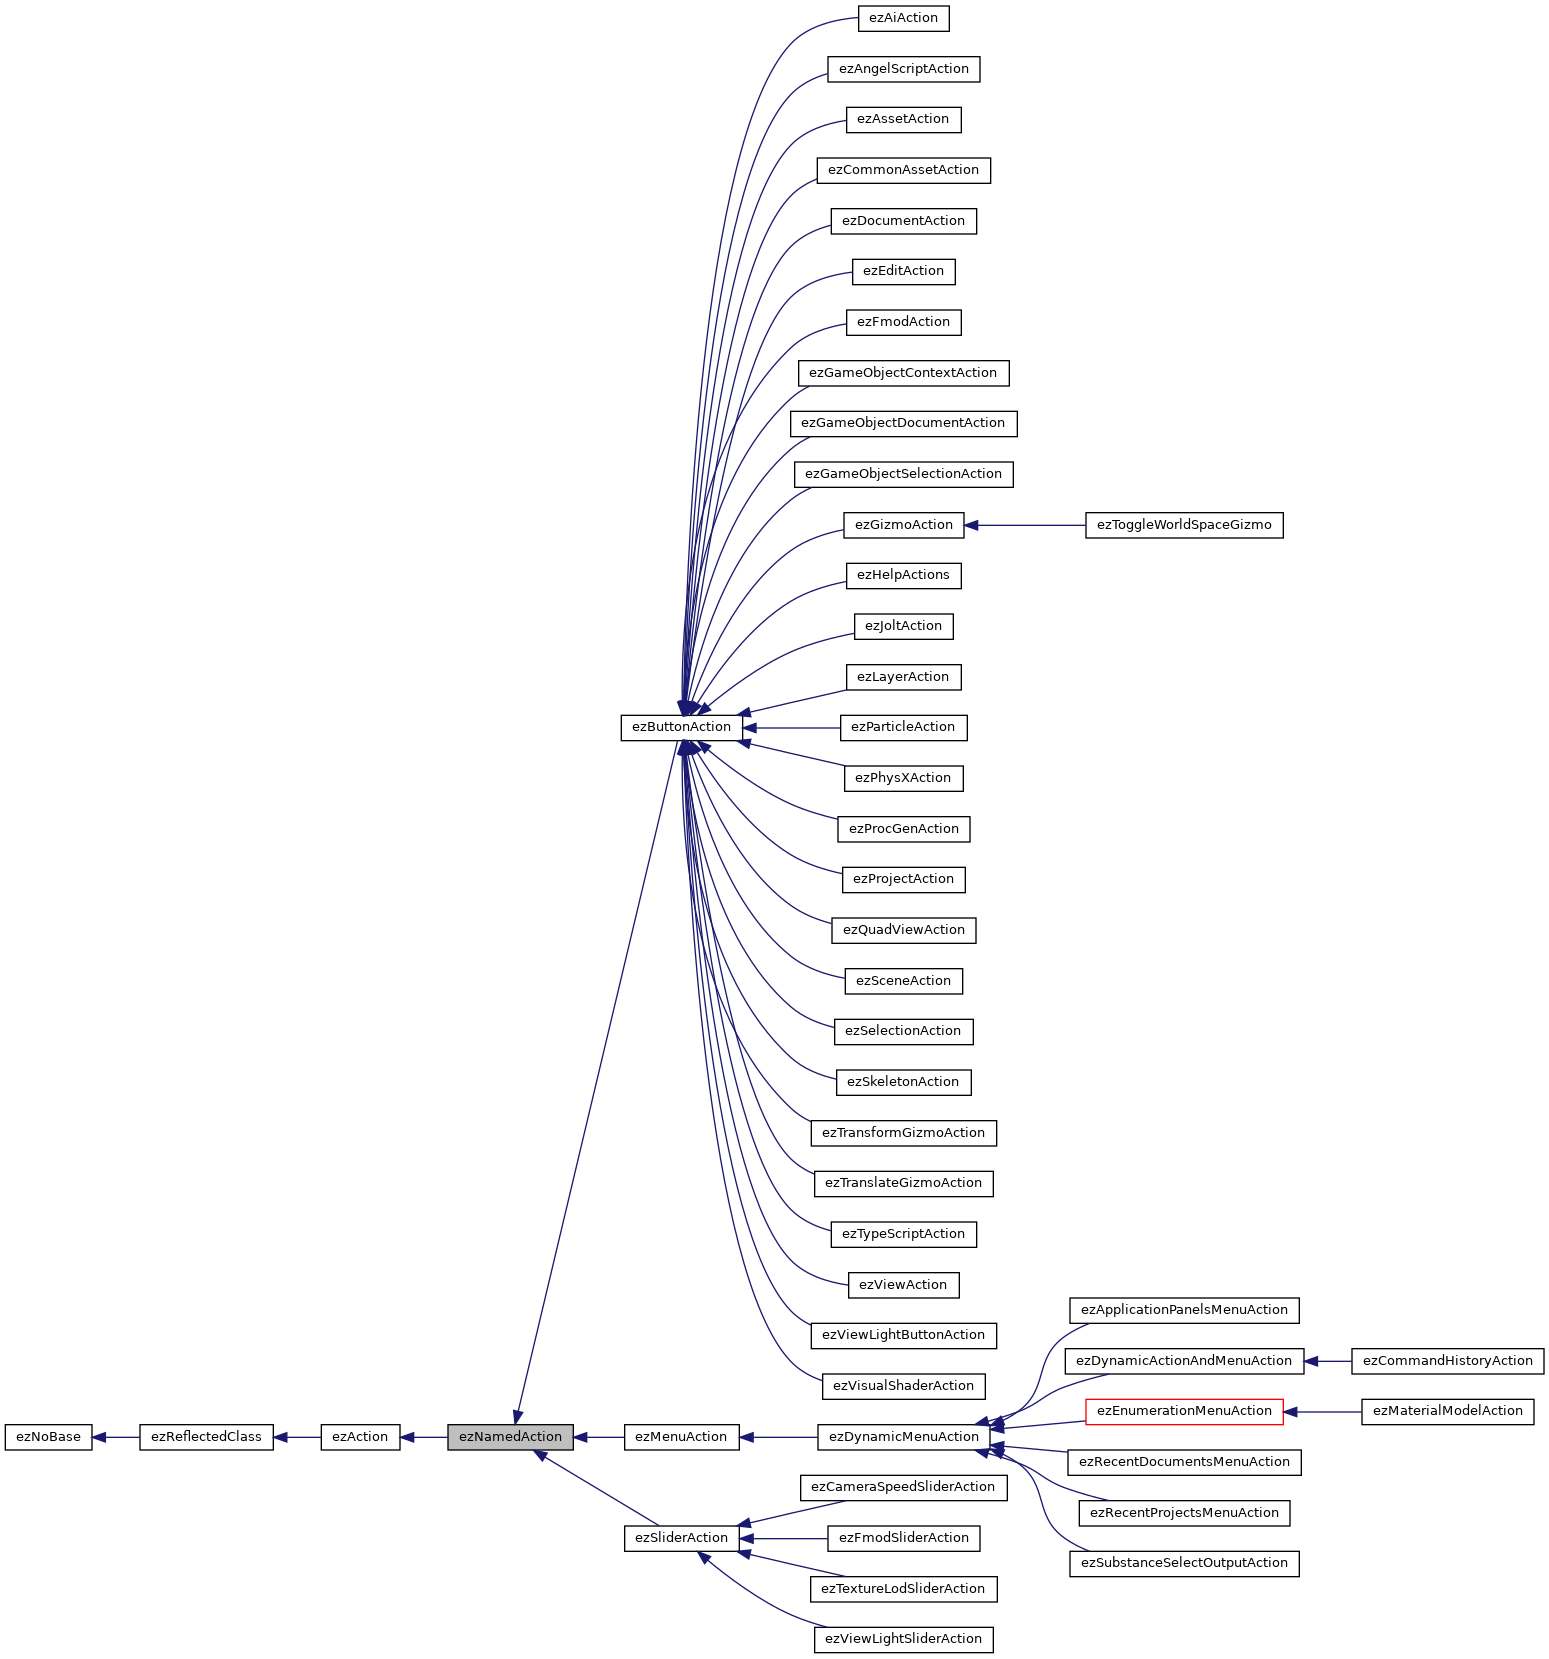 ezAiAction
ezAngelScriptAction
ezAssetAction
ezCommonAssetAction
ezDocumentAction
ezEditAction
ezFmodAction
ezGameObjectContextAction
ezGameObjectDocumentAction
ezGameObjectSelectionAction
ezGizmoAction
ezToggleWorldSpaceGizmo
ezHelpActions
ezJoltAction
ezLayerAction
ezButtonAction
ezParticleAction
ezPhysXAction
ezProcGenAction
ezProjectAction
ezQuadViewAction
ezSceneAction
ezSelectionAction
ezSkeletonAction
ezTransformGizmoAction
ezTranslateGizmoAction
ezTypeScriptAction
ezViewAction
ezApplicationPanelsMenuAction
ezViewLightButtonAction
ezDynamicActionAndMenuAction
ezCommandHistoryAction
ezVisualShaderAction
ezEnumerationMenuAction
ezMaterialModelAction
ezNoBase
ezReflectedClass
ezAction
ezNamedAction
ezMenuAction
ezDynamicMenuAction
ezRecentDocumentsMenuAction
ezCameraSpeedSliderAction
ezRecentProjectsMenuAction
ezSliderAction
ezFmodSliderAction
ezSubstanceSelectOutputAction
ezTextureLodSliderAction
ezViewLightSliderAction